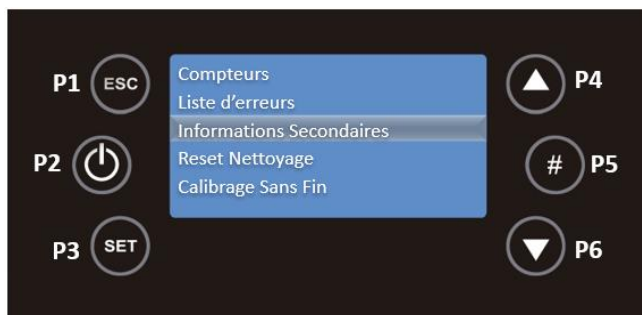 P1 ESC
P2
P3 SET
Compteurs
Liste d'erreurs
Informations Secondaires
Reset Nettoyage
Calibrage Sans Fin
P4
# P5
P6